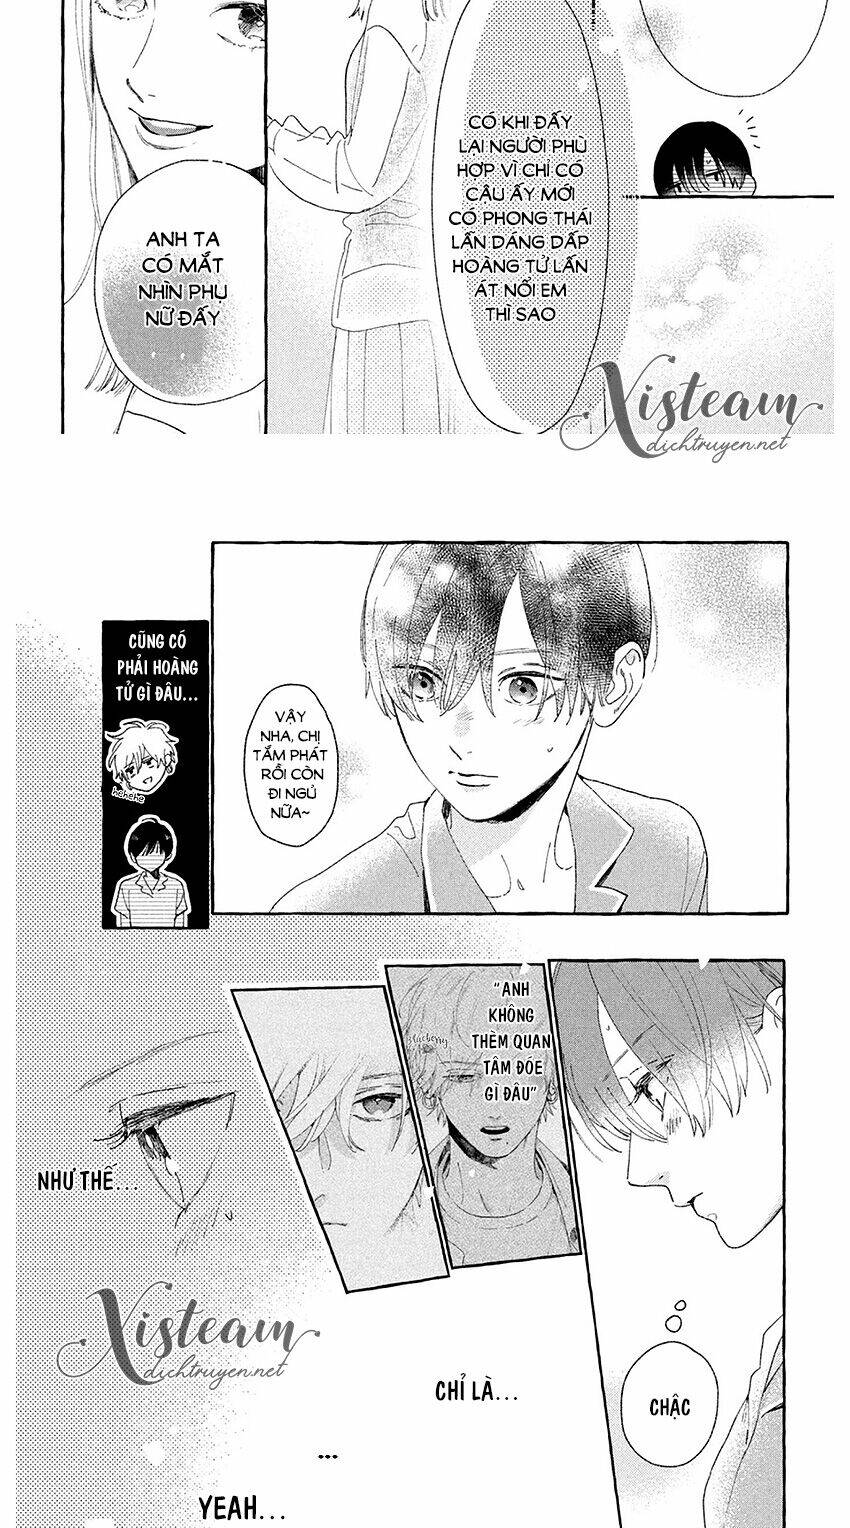 CÓ KHI ĐẤY
LẠI NGƯỜI PHÙ
HỢP VÌ CHỈ CÓ
CẬU ẤY MỚI
CÓ PHONG THÁI
LẤN DÁNG DẤP
HOÀNG TỬ LẤN
ÁT NỔI EM
THÌ SAO
ANH TA
CÓ MẮT
NHÌN PHỤ
NỮ ĐẤY
Xisteam
dichtruyen.net
CŨNG CÓ
PHẢI HOÀNG
TỬ GÌ ĐÂU...
hehehe
VẬY
NHA, CHỊ
TẮM PHÁT
RỒI CÒN
ĐI NGỦ
NỮA~
"ANH
KHÔNG
THÈM QUAN
TÂM ĐÓE
GÌ ĐÂU"
NHƯ THẾ...
Xisteam
dichtruyen.net
CHỈ LÀ...
CHẬC
...
YEAH...